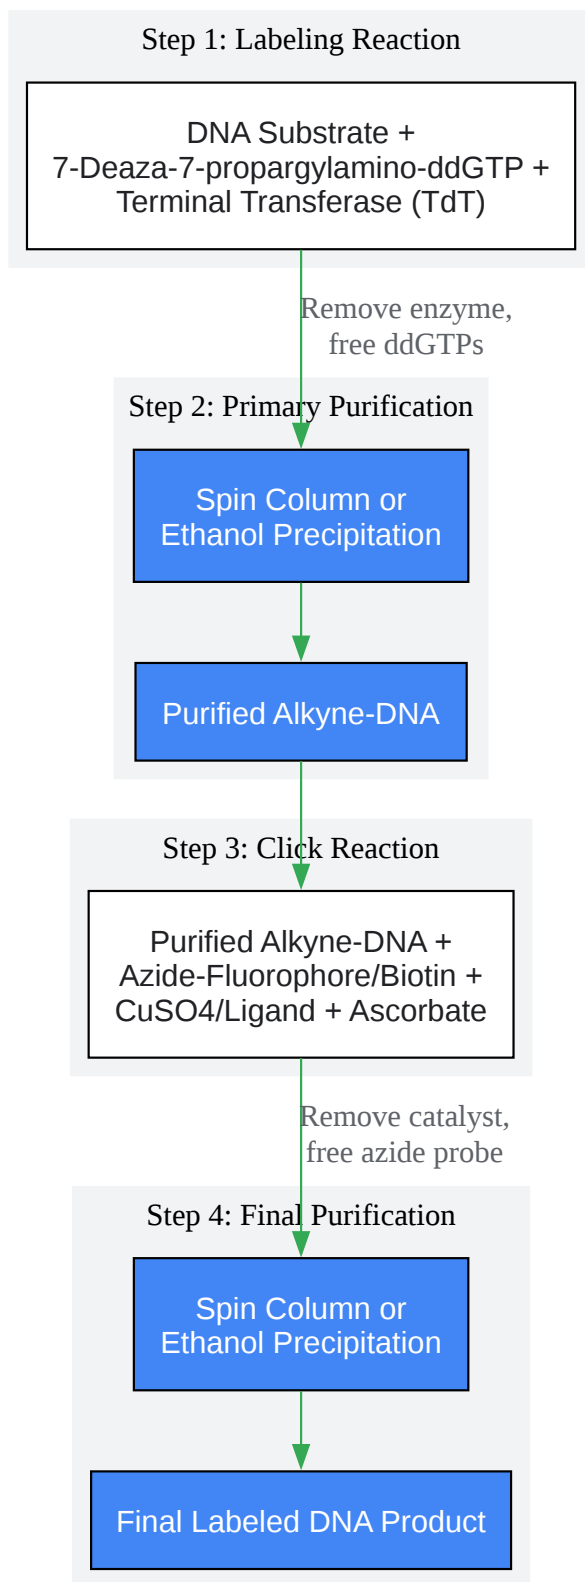 Step 1: Labeling Reaction
DNA Substrate +
7-Deaza-7-propargylamino-ddGTP +
Terminal Transferase (TdT)
Remove enzyme,
free ddGTPs
Step 2: Primary Purification
Spin Column or
Ethanol Precipitation
Purified Alkyne-DNA
Step 3: Click Reaction
Purified Alkyne-DNA +
Azide-Fluorophore/Biotin +
CuSO4/Ligand + Ascorbate
Remove catalyst,
free azide probe
Step 4: Final Purification
Spin Column or
Ethanol Precipitation
Final Labeled DNA Product